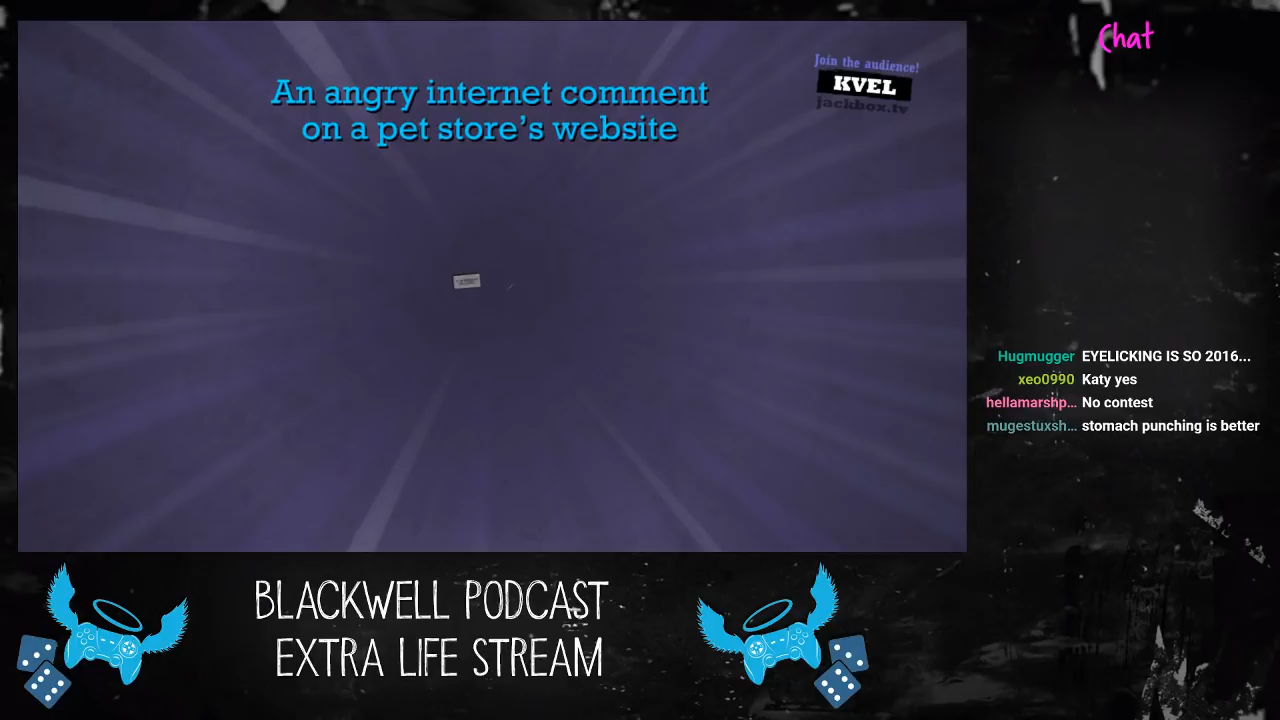 An angry internet comment
on a pet store's website
Join the audience!
KVEL
jackbox.tv
Chat
Hugmugger EYELICKING IS SO 2016...
xeo0990 Katy yes
hellamarshp... No contest
mugestuxsh... stomach punching is better
BLACKWELL PODCAST
EXTRA LIFE STREAM